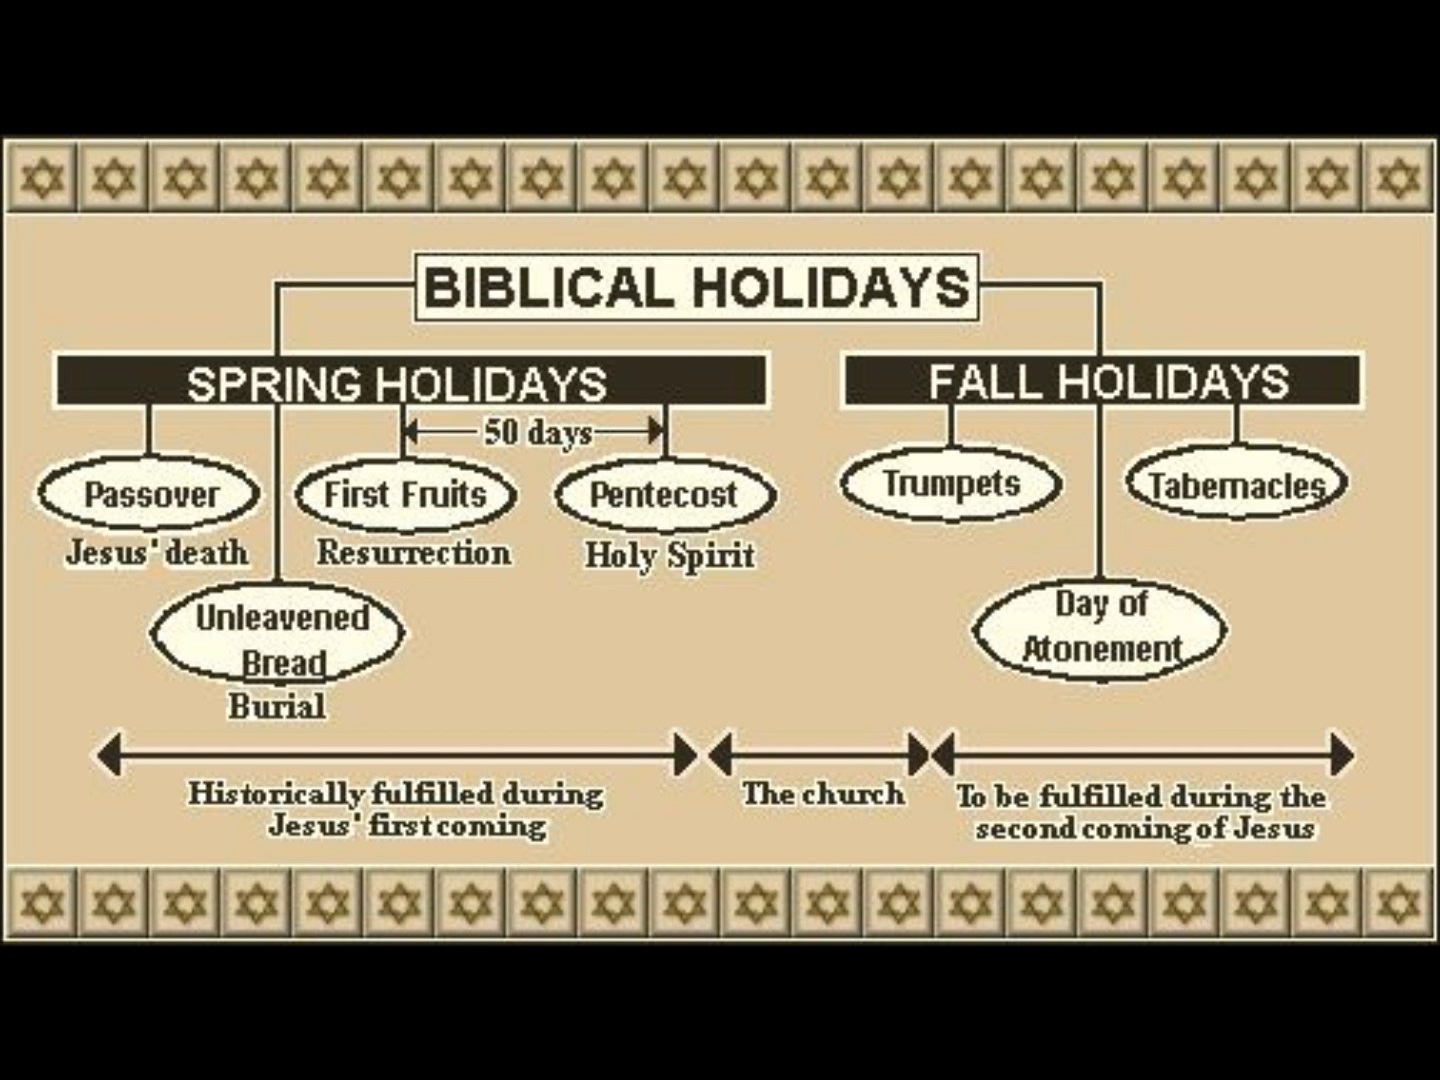 BIBLICAL HOLIDAYS
SPRING HOLIDAYS
FALL HOLIDAYS
50 days
Passover
First Fruits
Pentecost
Trumpets
Tabernacles
Jesus' death
Resurrection
Holy Spirit
Unleavened
Bread
Burial
Day of
Atonement
Historically fulfilled during
Jesus' first coming
The church
To be fulfilled during the
second coming of Jesus